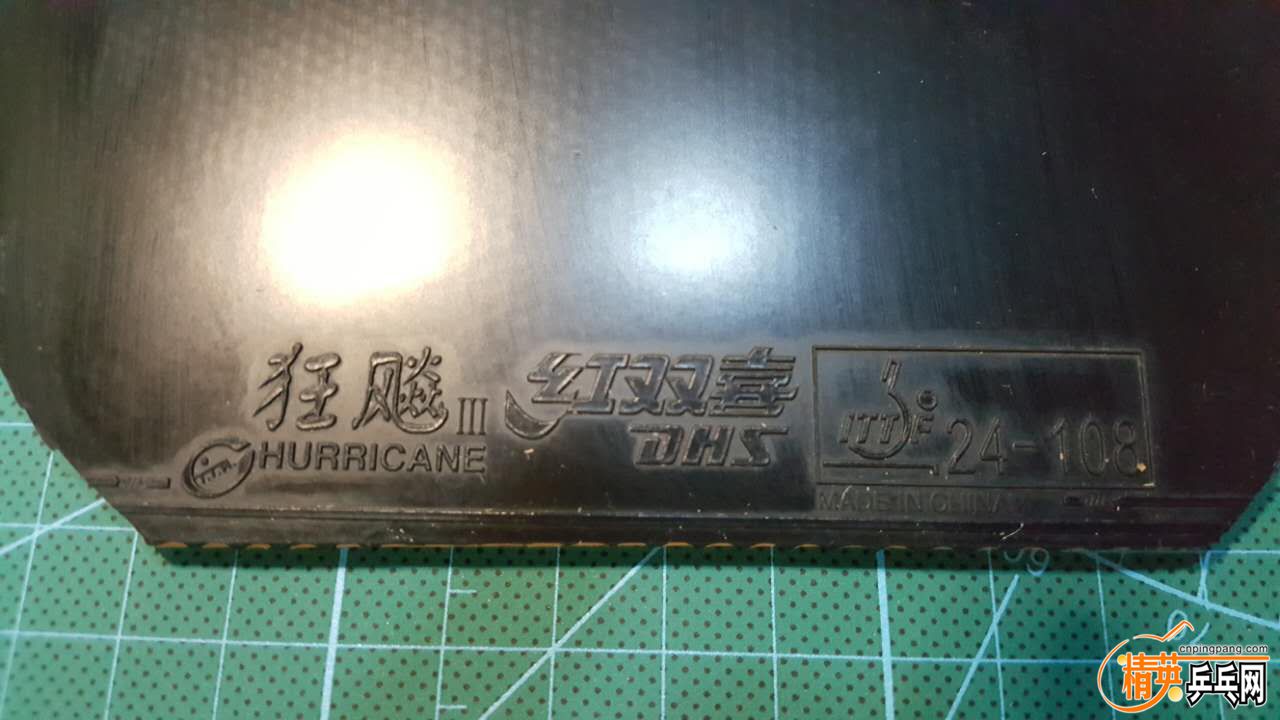 狂飚III
HURRICANE
T.T.R.
红双喜
DHS
ITTF 24-108
MADE IN CHINA
cnpingpang.com
精英乒乓网